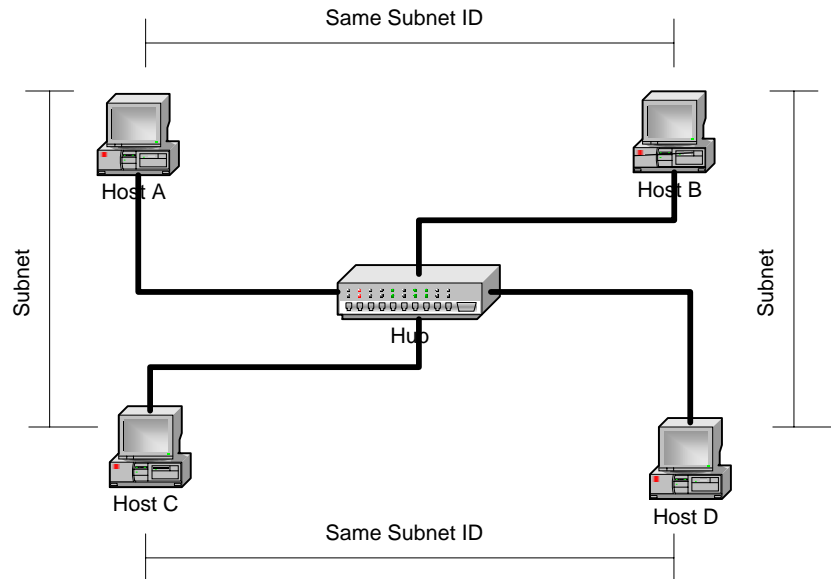 Same Subnet ID
Host A
Host B
Subnet
Subnet
Hub
Host C
Host D
Same Subnet ID